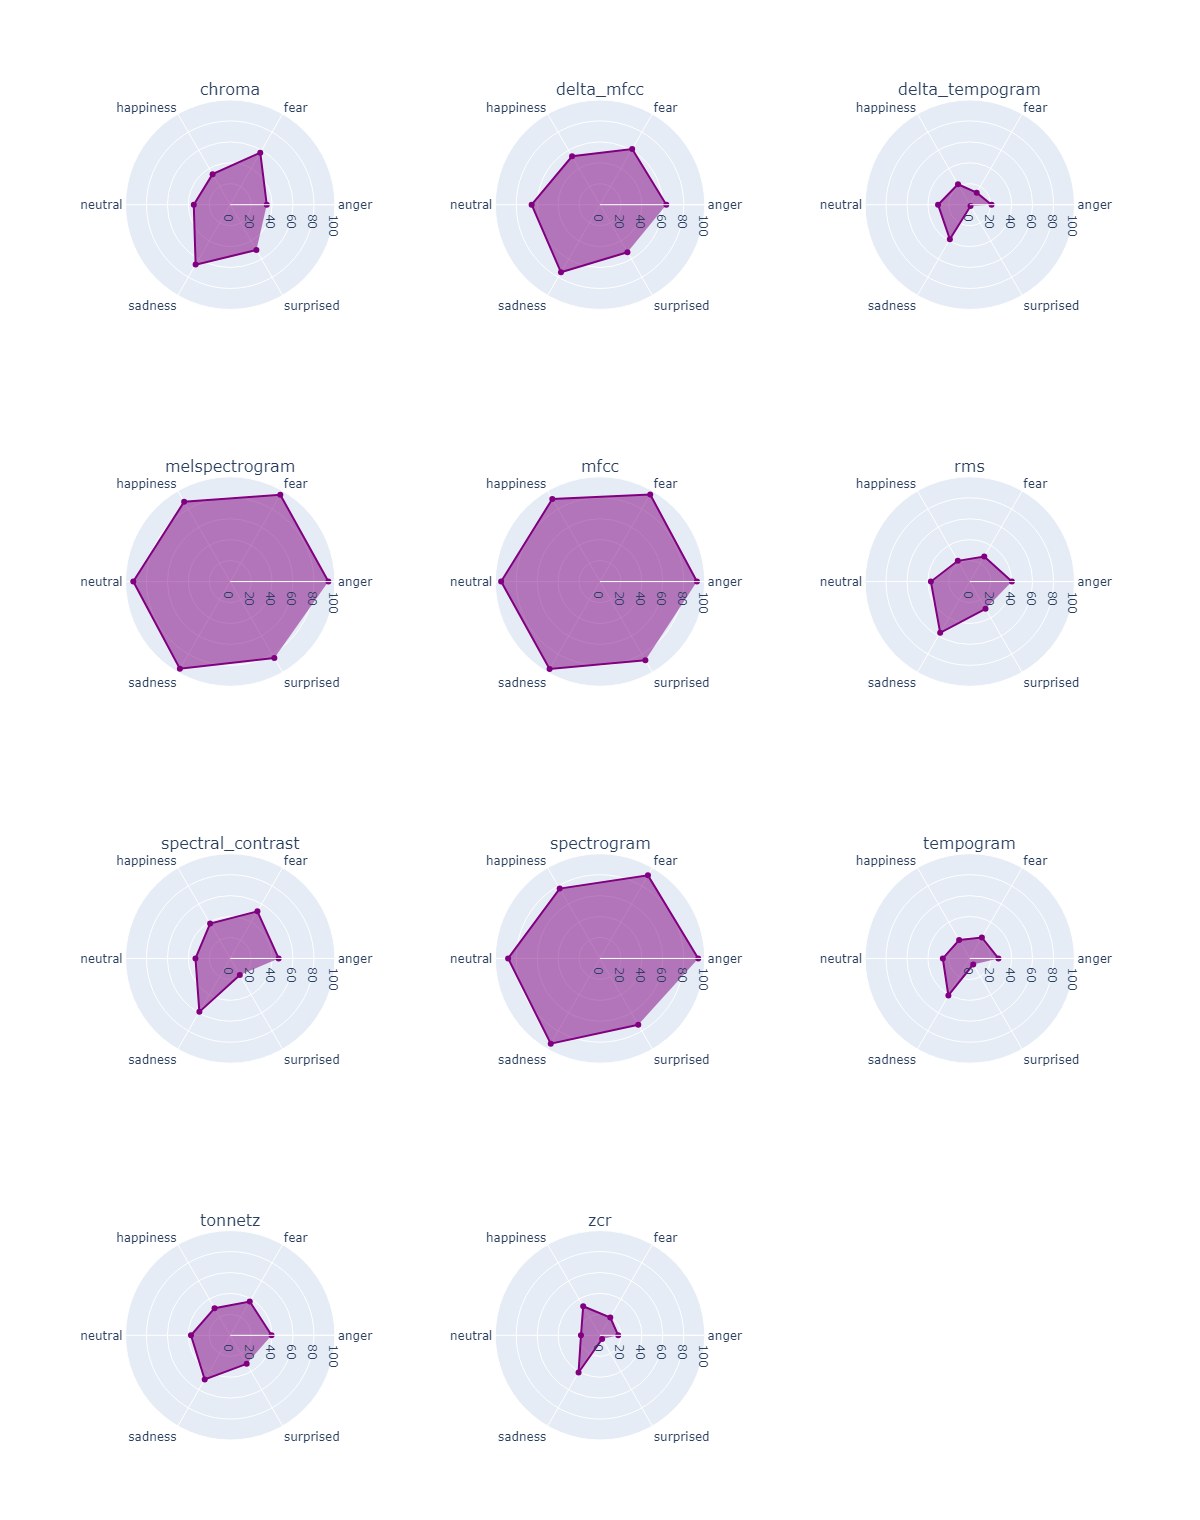 chroma
happiness
fear
neutral
anger
sadness
surprised
0
20
40
60
80
100
delta_mfcc
happiness
fear
neutral
anger
sadness
surprised
0
20
40
60
80
100
delta_tempogram
happiness
fear
neutral
anger
sadness
surprised
0
20
40
60
80
100
melspectrogram
happiness
fear
neutral
anger
sadness
surprised
0
20
40
60
80
100
mfcc
happiness
fear
neutral
anger
sadness
surprised
0
20
40
60
80
100
rms
happiness
fear
neutral
anger
sadness
surprised
0
20
40
60
80
100
spectral_contrast
happiness
fear
neutral
anger
sadness
surprised
0
20
40
60
80
100
spectrogram
happiness
fear
neutral
anger
sadness
surprised
0
20
40
60
80
100
tempogram
happiness
fear
neutral
anger
sadness
surprised
0
20
40
60
80
100
tonnetz
happiness
fear
neutral
anger
sadness
surprised
0
20
40
60
80
100
zcr
happiness
fear
neutral
anger
sadness
surprised
0
20
40
60
80
100